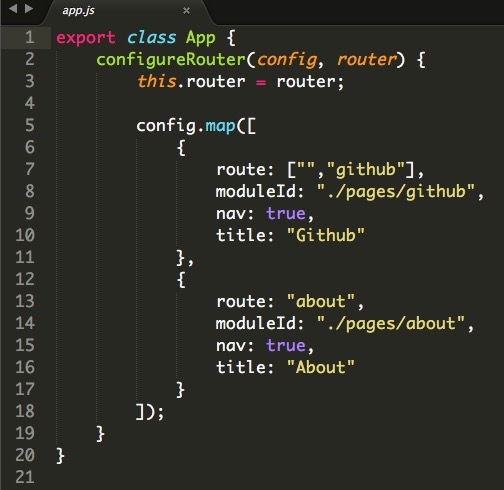 app.js
1 export class App {
2     configureRouter(config, router) {
3         this.router = router;
4
5         config.map([
6             {
7                 route: ["","github"],
8                 moduleId: "./pages/github",
9                 nav: true,
10                 title: "Github"
11             },
12             {
13                 route: "about",
14                 moduleId: "./pages/about",
15                 nav: true,
16                 title: "About"
17             }
18         ]);
19     }
20 }
21